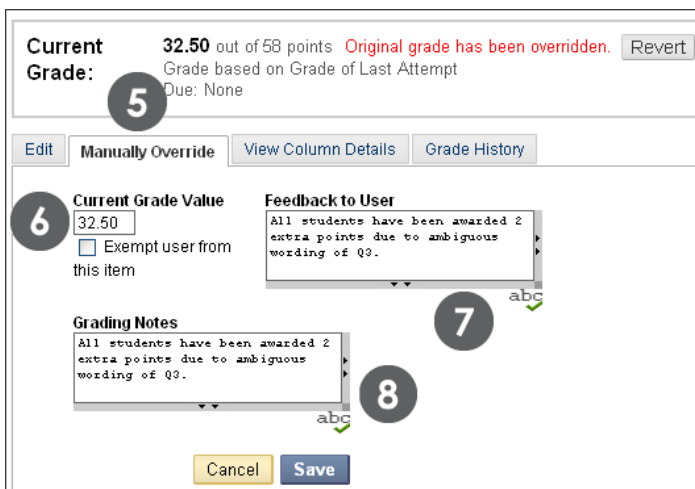 Current Grade: 32.50 out of 58 points Original grade has been overridden. Revert
Grade based on Grade of Last Attempt
Due: None
5
Edit Manually Override View Column Details Grade History
6
Current Grade Value
32.50
Exempt user from
this item
Feedback to User
All students have been awarded 2
extra points due to ambiguous
wording of Q3.
abc
7
Grading Notes
All students have been awarded 2
extra points due to ambiguous
wording of Q3.
abc
8
Cancel Save